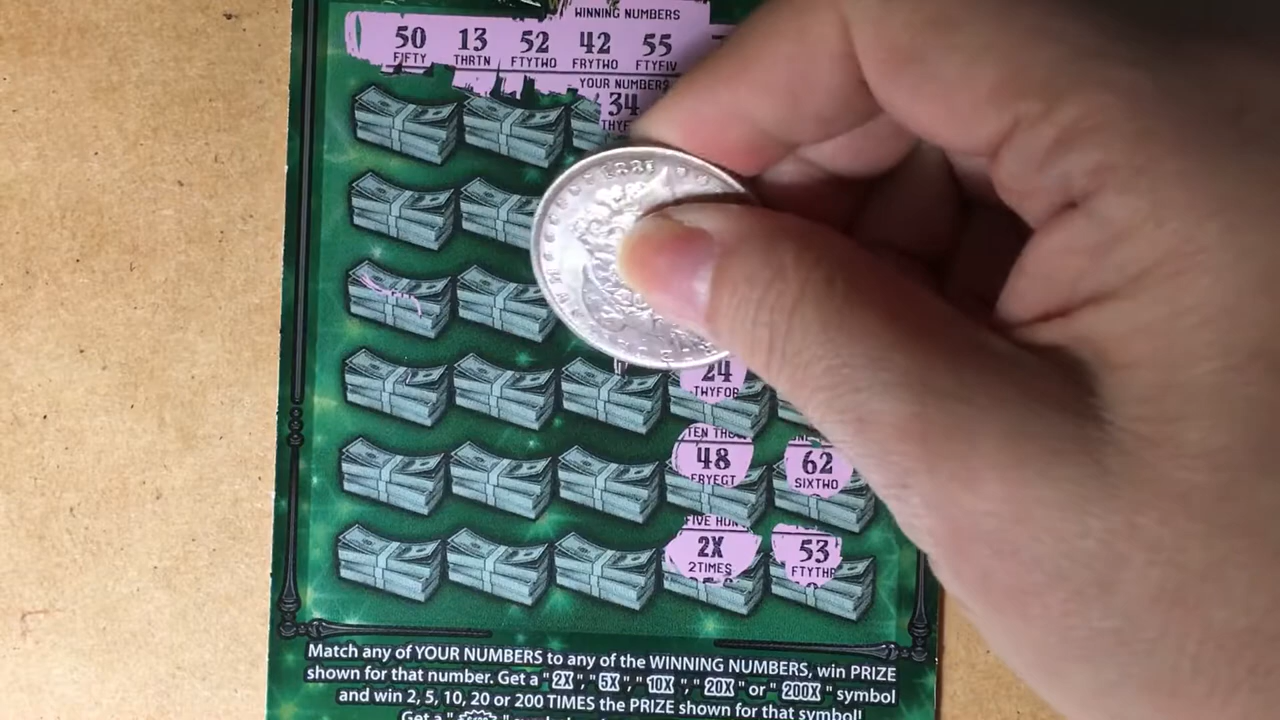 WINNING NUMBERS
50 13 52 42 55
FIFTY THRTN FTYTWO FRYTWO FTYFIV
YOUR NUMBERS
34
24
THYFOR
TEN
48 62
FRYEGT SIXTWO
FIVE HUN
2X 53
2TIMES FTYTHR
Match any of YOUR NUMBERS to any of the WINNING NUMBERS, win PRIZE
shown for that number. Get a "2X", "5X", "10X", "20X" or "200X" symbol
and win 2, 5, 10, 20 or 200 TIMES the PRIZE shown for that symbol!
Get a "